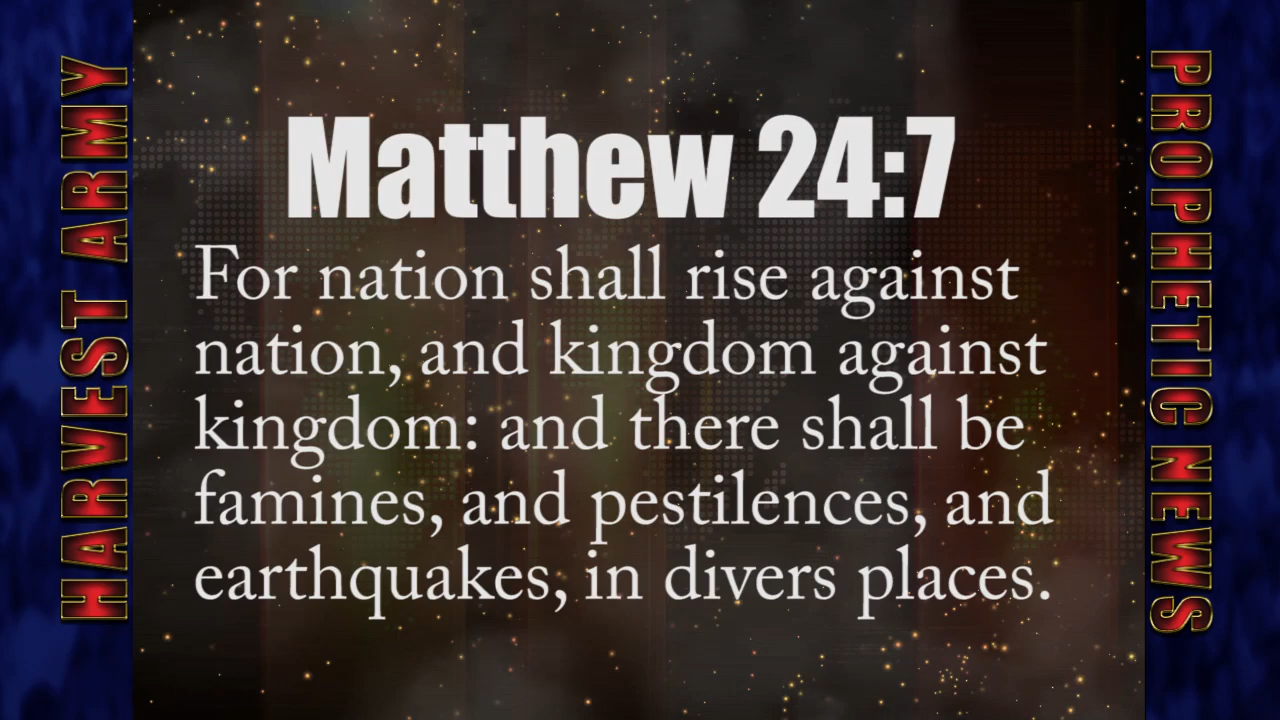 HARVEST ARMY
Matthew 24:7
For nation shall rise against
nation, and kingdom against
kingdom: and there shall be
famines, and pestilences, and
earthquakes, in divers places.
PROPHETIC NEWS